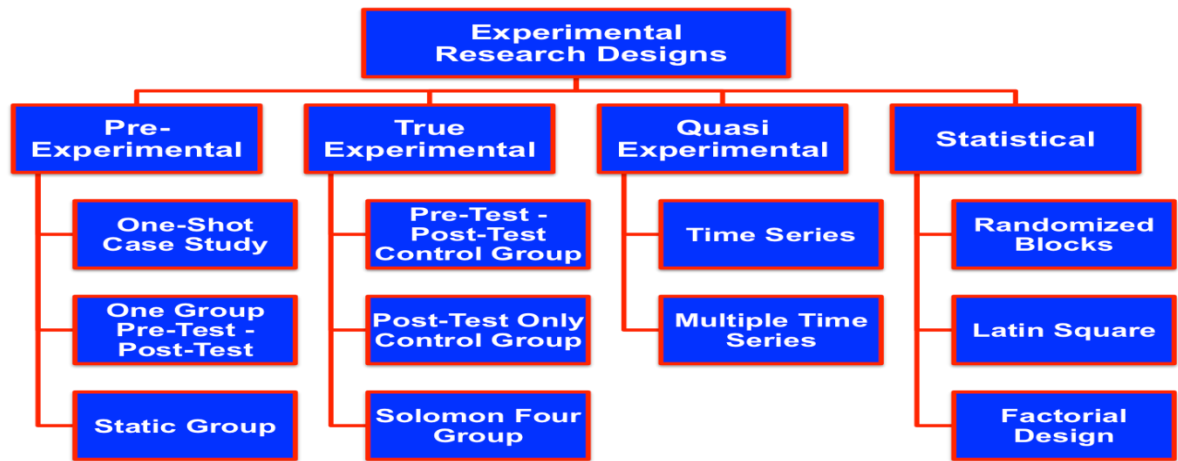 Experimental
Research Designs
Pre-
Experimental
One-Shot
Case Study
One Group
Pre-Test -
Post-Test
Static Group
True
Experimental
Pre-Test -
Post-Test
Control Group
Post-Test Only
Control Group
Solomon Four
Group
Quasi
Experimental
Time Series
Multiple Time
Series
Statistical
Randomized
Blocks
Latin Square
Factorial
Design